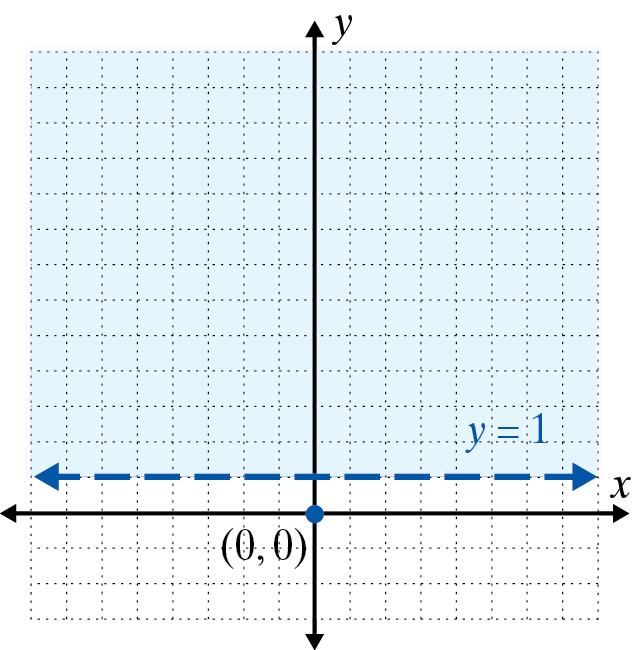 y
y = 1
x
(0, 0)